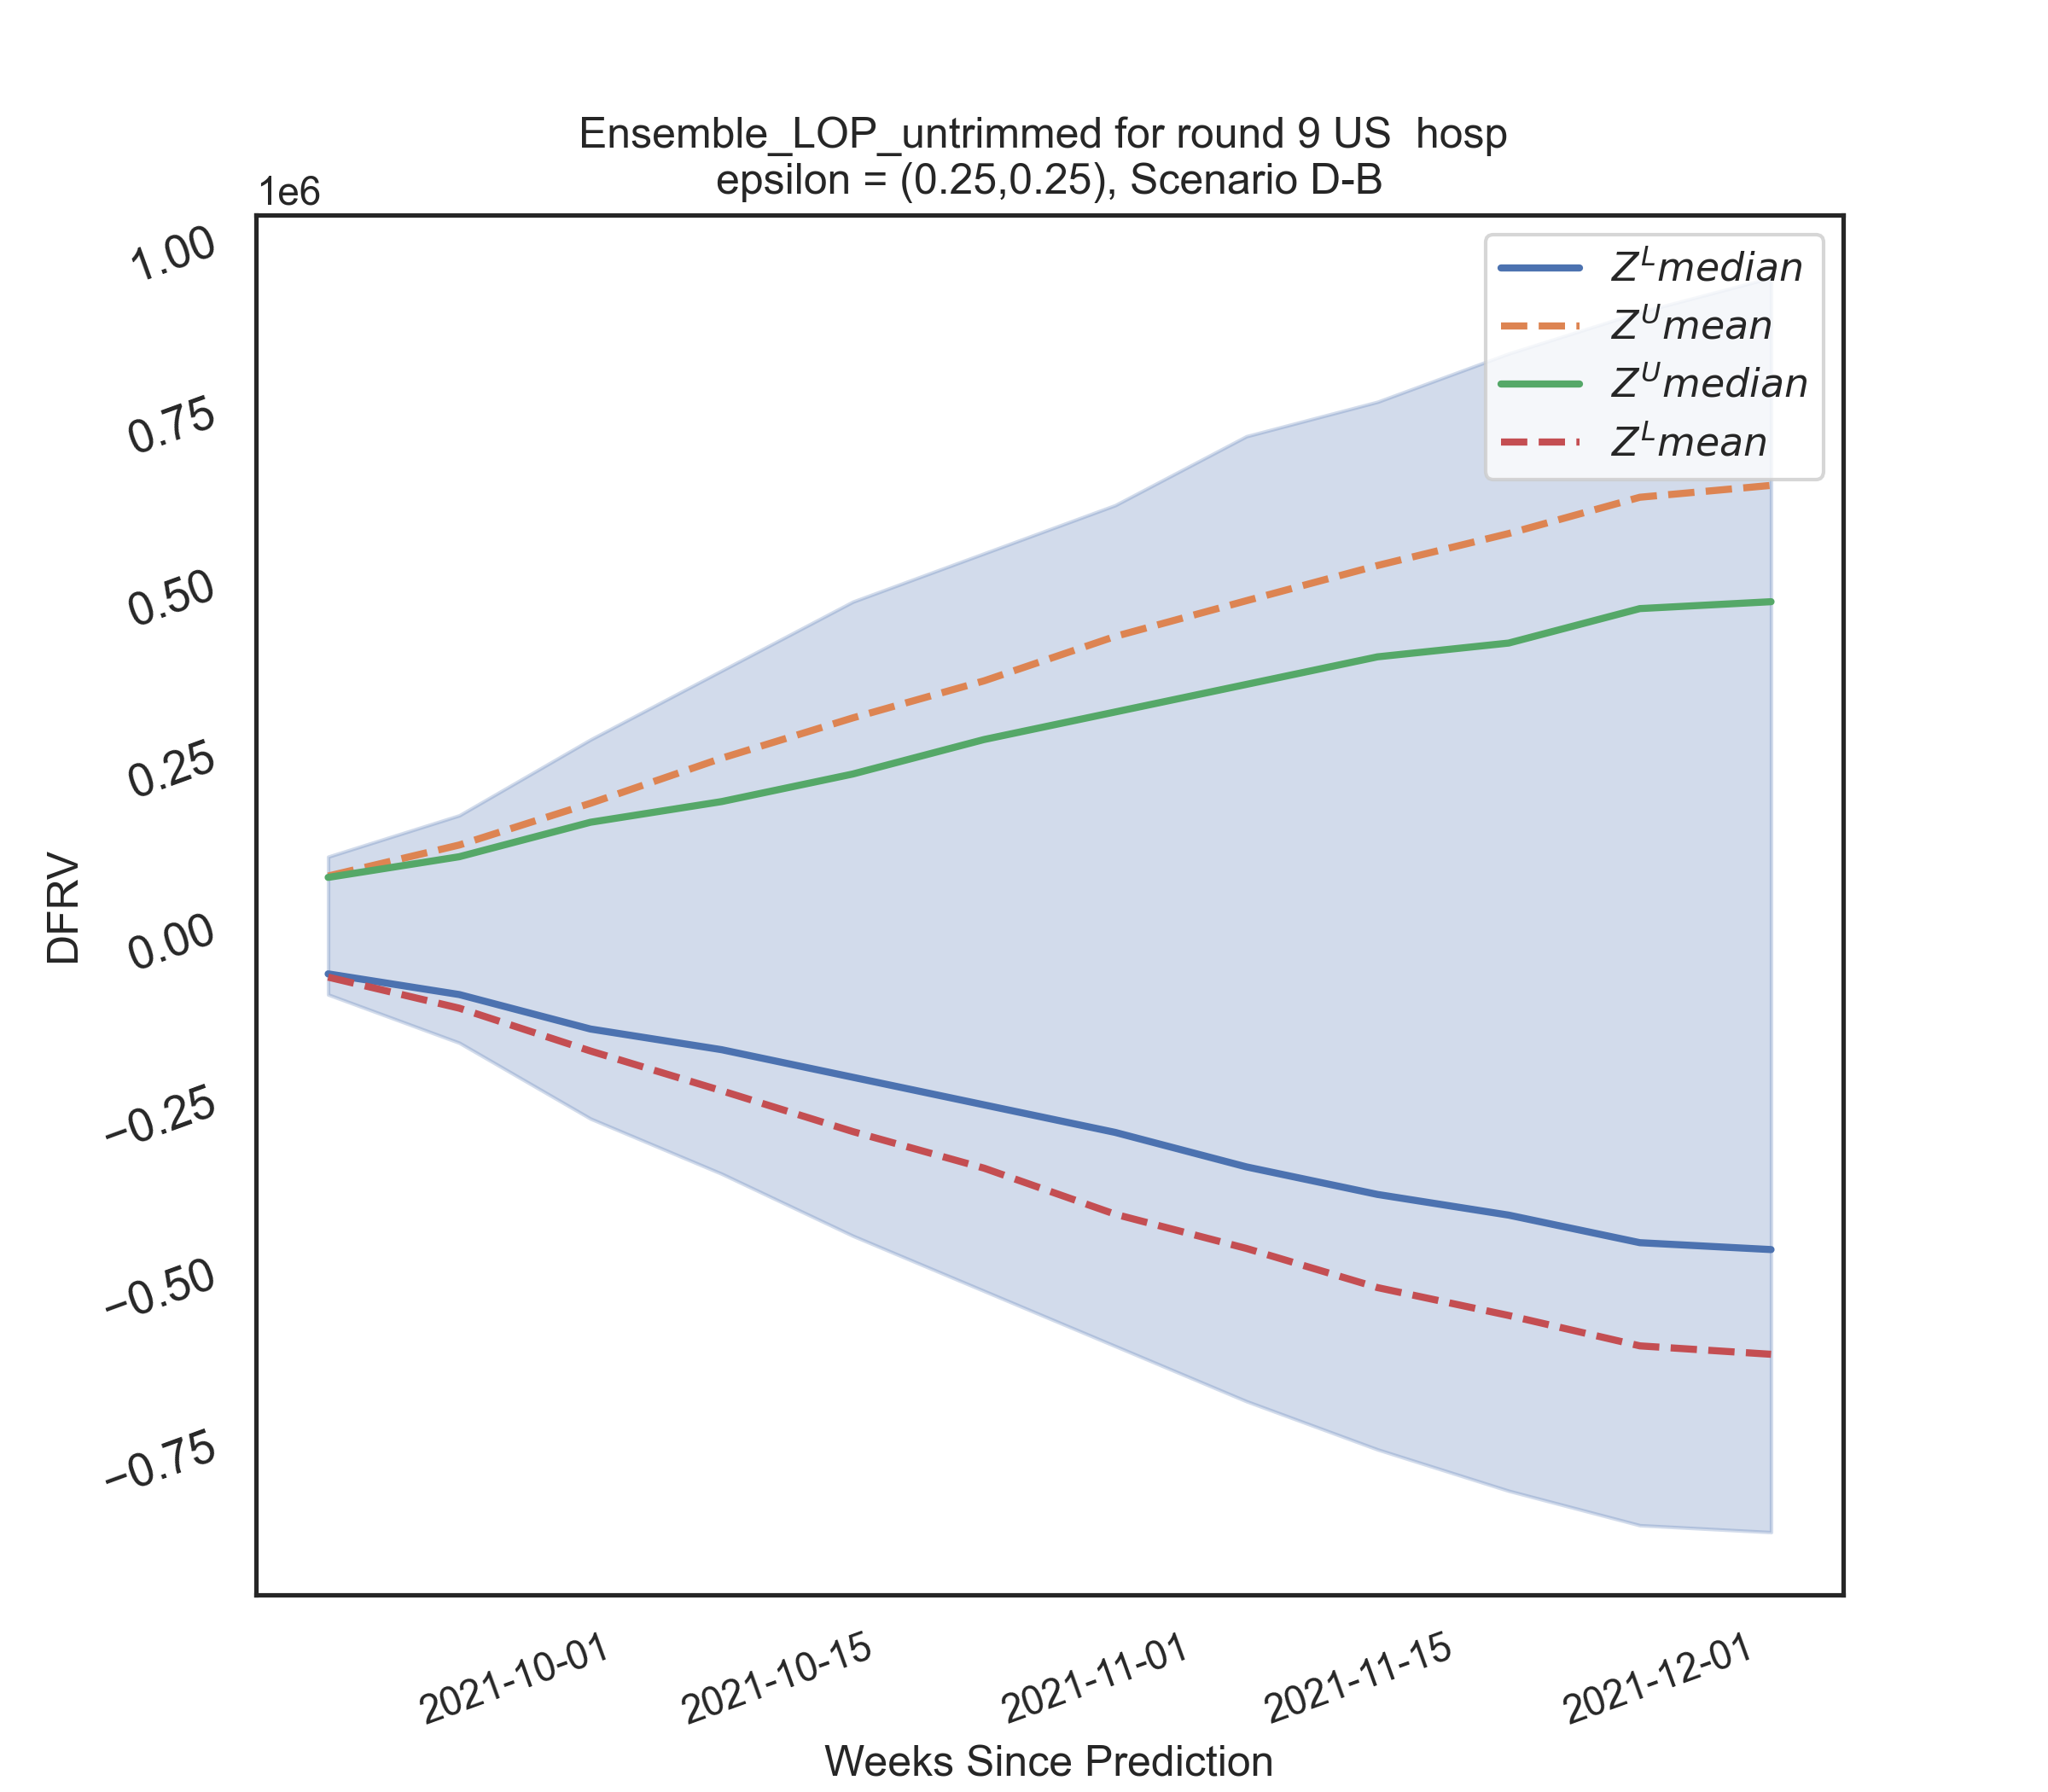 Ensemble_LOP_untrimmed for round 9 US  hosp
epsilon = (0.25,0.25), Scenario D-B
1e6
1.00
0.75
0.50
0.25
0.00
−0.25
−0.50
−0.75
DFRV
Z^L median
Z^U mean
Z^U median
Z^L mean
2021-10-01
2021-10-15
2021-11-01
2021-11-15
2021-12-01
Weeks Since Prediction